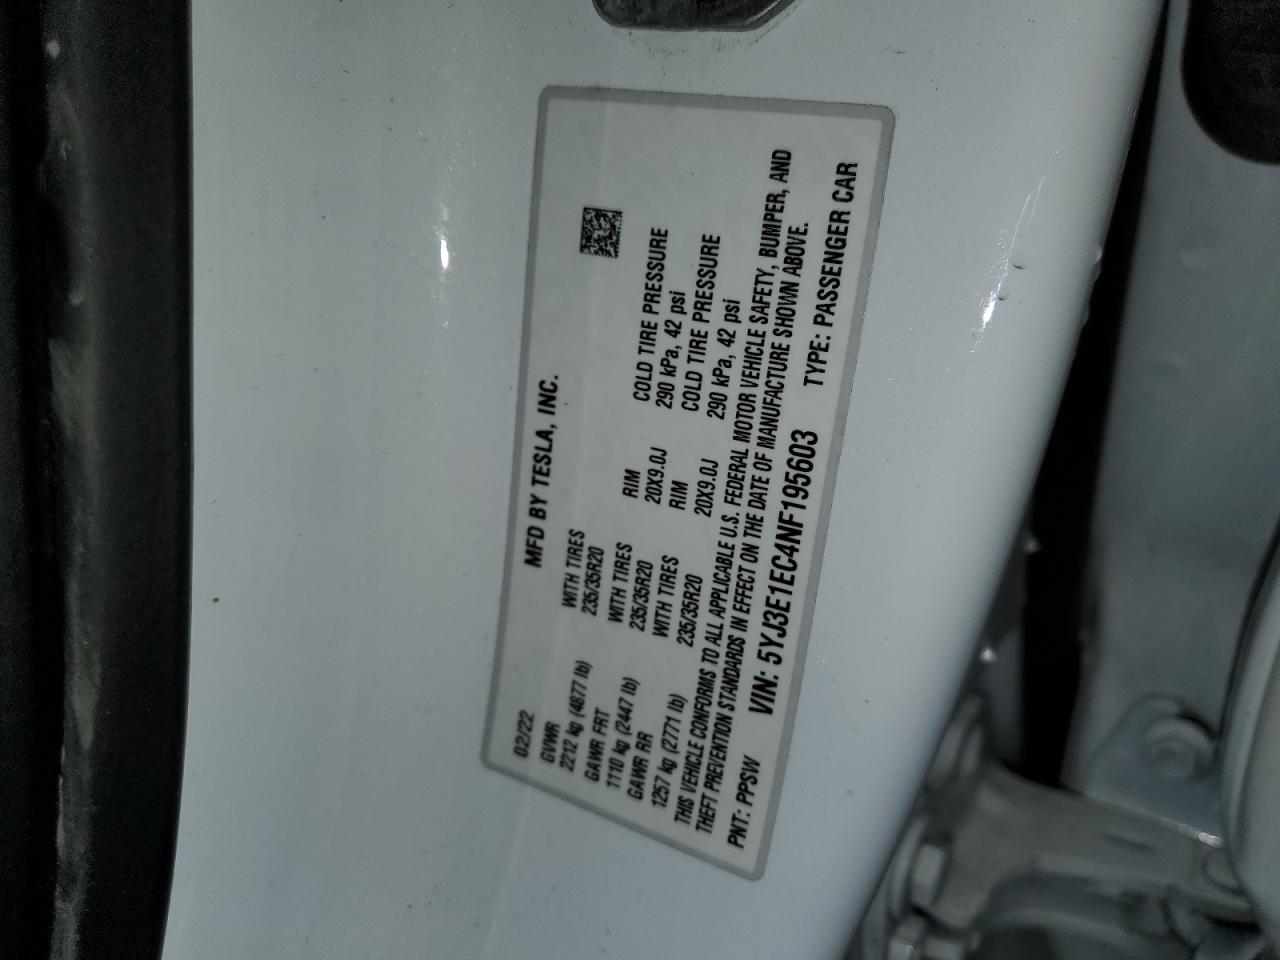 02/22 MFD BY TESLA, INC.
GVWR WITH TIRES
2212 kg (4877 lb) 235/35R20
GAWR FRT WITH TIRES RIM COLD TIRE PRESSURE
1110 kg (2447 lb) 235/35R20 20X9.0J 290 kPa, 42 psi
GAWR RR WITH TIRES RIM COLD TIRE PRESSURE
1257 kg (2771 lb) 235/35R20 20X9.0J 290 kPa, 42 psi
THIS VEHICLE CONFORMS TO ALL APPLICABLE U.S. FEDERAL MOTOR VEHICLE SAFETY, BUMPER, AND
THEFT PREVENTION STANDARDS IN EFFECT ON THE DATE OF MANUFACTURE SHOWN ABOVE.
PNT: PPSW VIN: 5YJ3E1EC4NF195603 TYPE: PASSENGER CAR